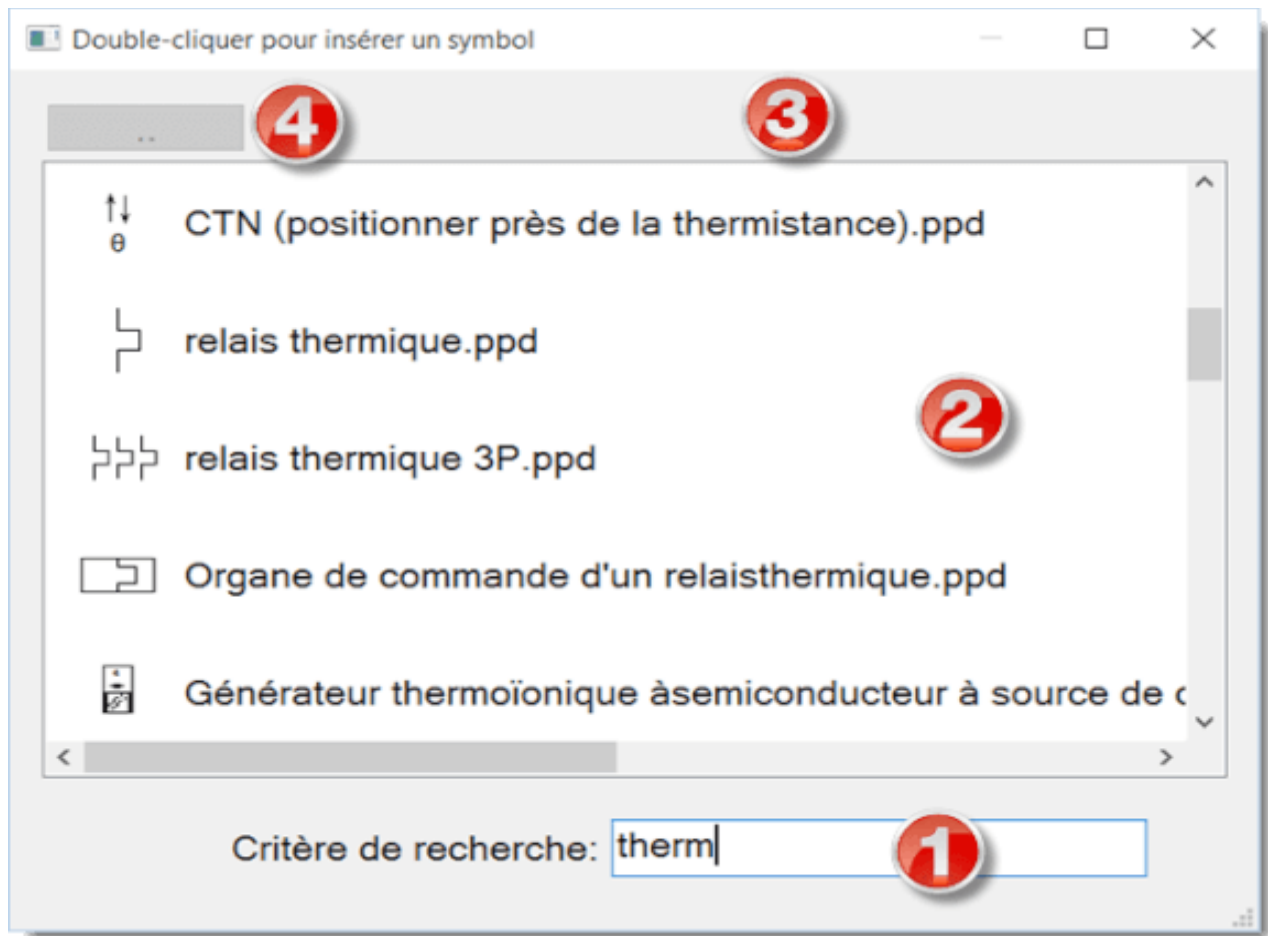 Double-cliquer pour insérer un symbol
3
.. 4
↑↓
θ
CTN (positionner près de la thermistance).ppd
relais thermique.ppd
2
relais thermique 3P.ppd
Organe de commande d'un relaisthermique.ppd
Générateur thermoïonique àsemiconducteur à source de c
Critère de recherche: therm 1